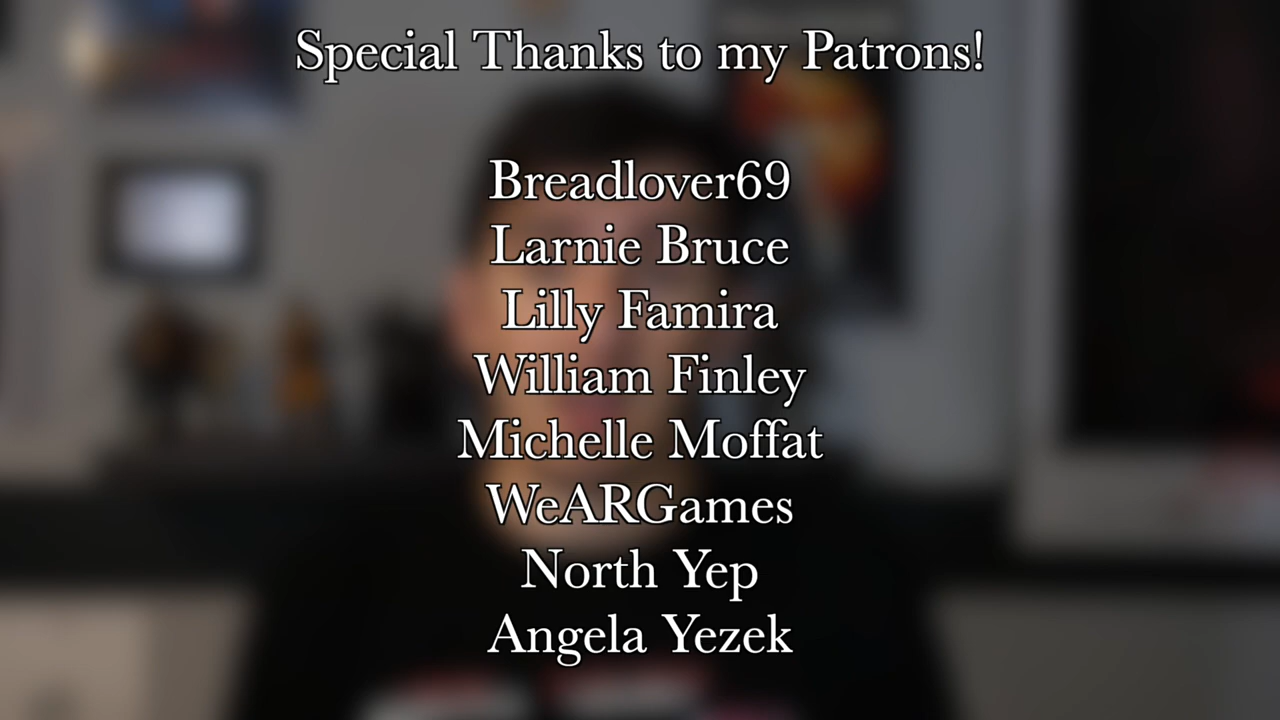 Special Thanks to my Patrons!
Breadlover69
Larnie Bruce
Lilly Famira
William Finley
Michelle Moffat
WeARGames
North Yep
Angela Yezek